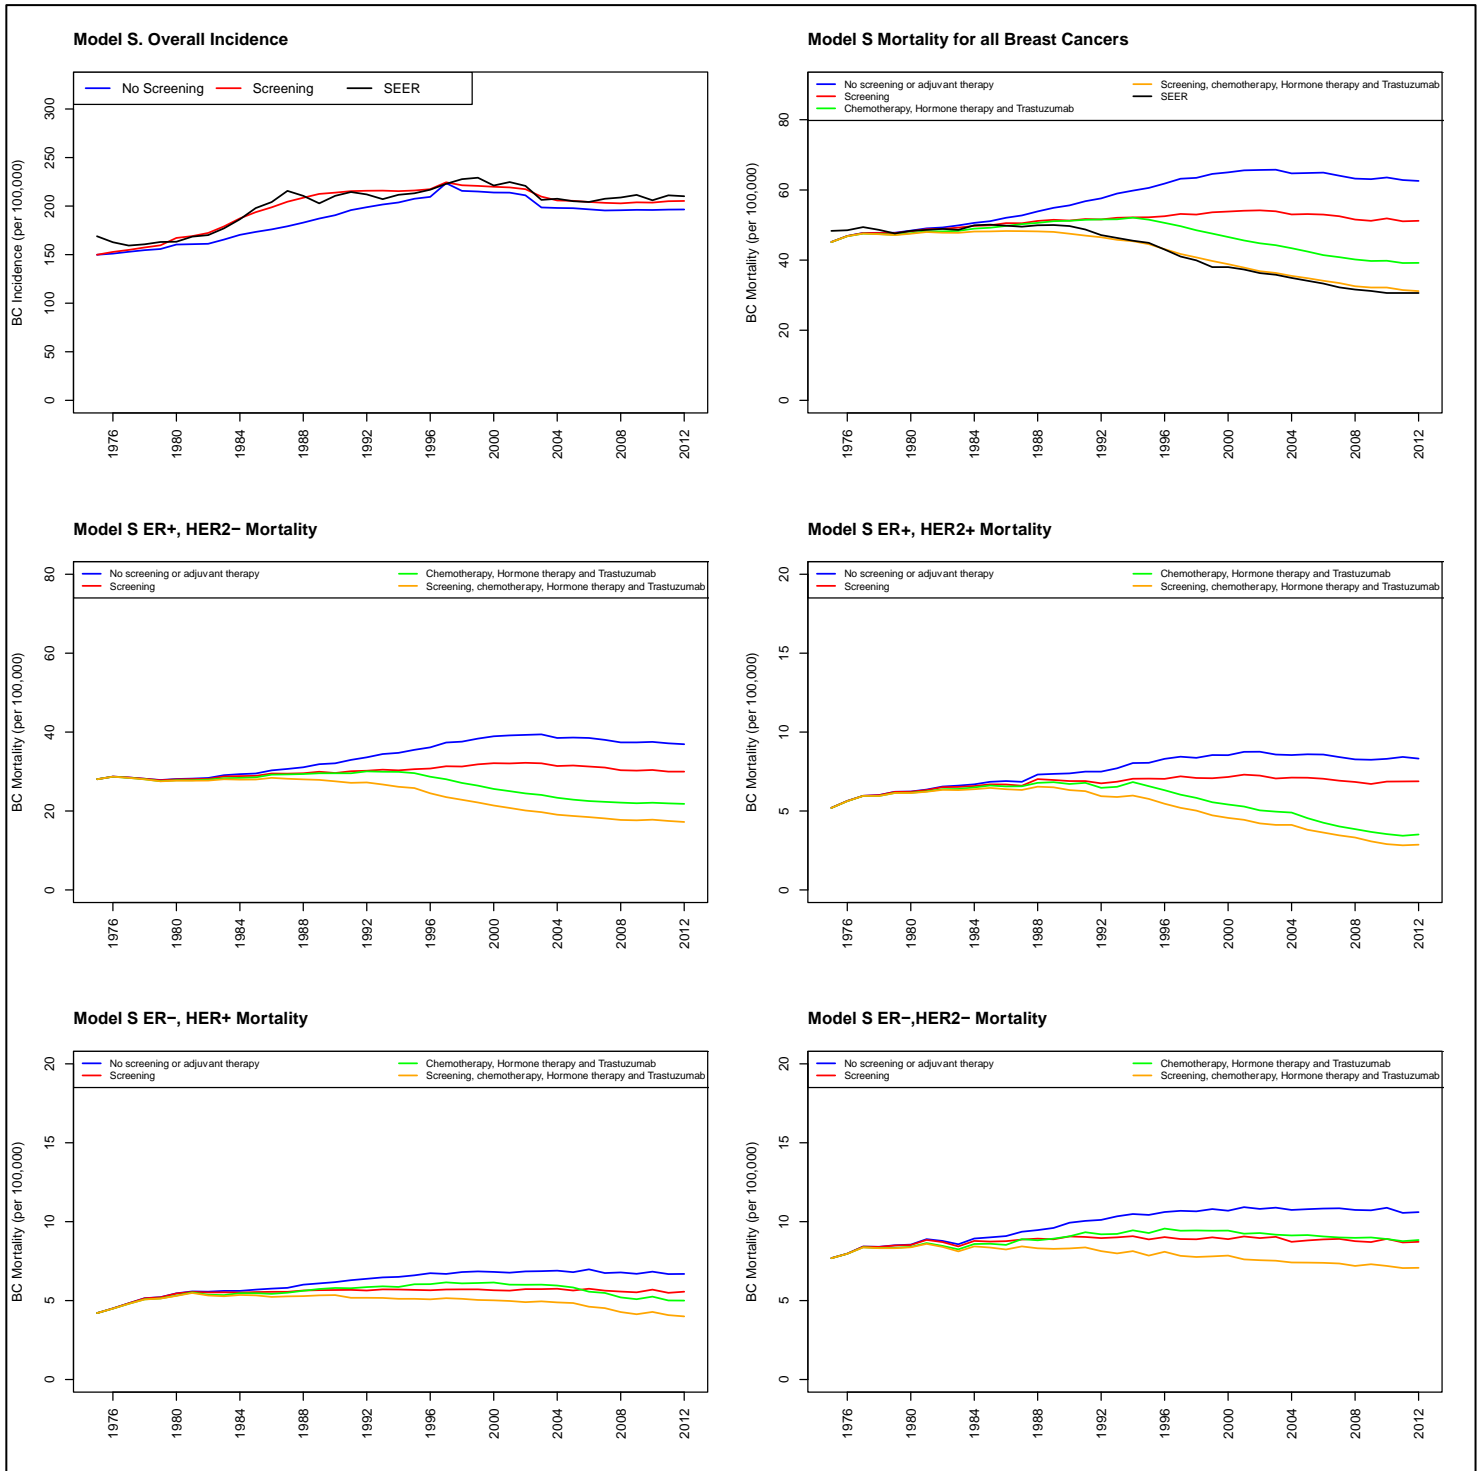 Model S. Overall Incidence
No Screening
Screening
SEER
BC Incidence (per 100,000)
0
50
100
150
200
250
300
1976
1980
1984
1988
1992
1996
2000
2004
2008
2012
Model S Mortality for all Breast Cancers
No screening or adjuvant therapy
Screening
Chemotherapy, Hormone therapy and Trastuzumab
Screening, chemotherapy, Hormone therapy and Trastuzumab
SEER
BC Mortality (per 100,000)
0
20
40
60
80
1976
1980
1984
1988
1992
1996
2000
2004
2008
2012
Model S ER+, HER2− Mortality
No screening or adjuvant therapy
Screening
Chemotherapy, Hormone therapy and Trastuzumab
Screening, chemotherapy, Hormone therapy and Trastuzumab
BC Mortality (per 100,000)
0
20
40
60
80
1976
1980
1984
1988
1992
1996
2000
2004
2008
2012
Model S ER+, HER2+ Mortality
No screening or adjuvant therapy
Screening
Chemotherapy, Hormone therapy and Trastuzumab
Screening, chemotherapy, Hormone therapy and Trastuzumab
BC Mortality (per 100,000)
0
5
10
15
20
1976
1980
1984
1988
1992
1996
2000
2004
2008
2012
Model S ER−, HER+ Mortality
No screening or adjuvant therapy
Screening
Chemotherapy, Hormone therapy and Trastuzumab
Screening, chemotherapy, Hormone therapy and Trastuzumab
BC Mortality (per 100,000)
0
5
10
15
20
1976
1980
1984
1988
1992
1996
2000
2004
2008
2012
Model S ER−,HER2− Mortality
No screening or adjuvant therapy
Screening
Chemotherapy, Hormone therapy and Trastuzumab
Screening, chemotherapy, Hormone therapy and Trastuzumab
BC Mortality (per 100,000)
0
5
10
15
20
1976
1980
1984
1988
1992
1996
2000
2004
2008
2012